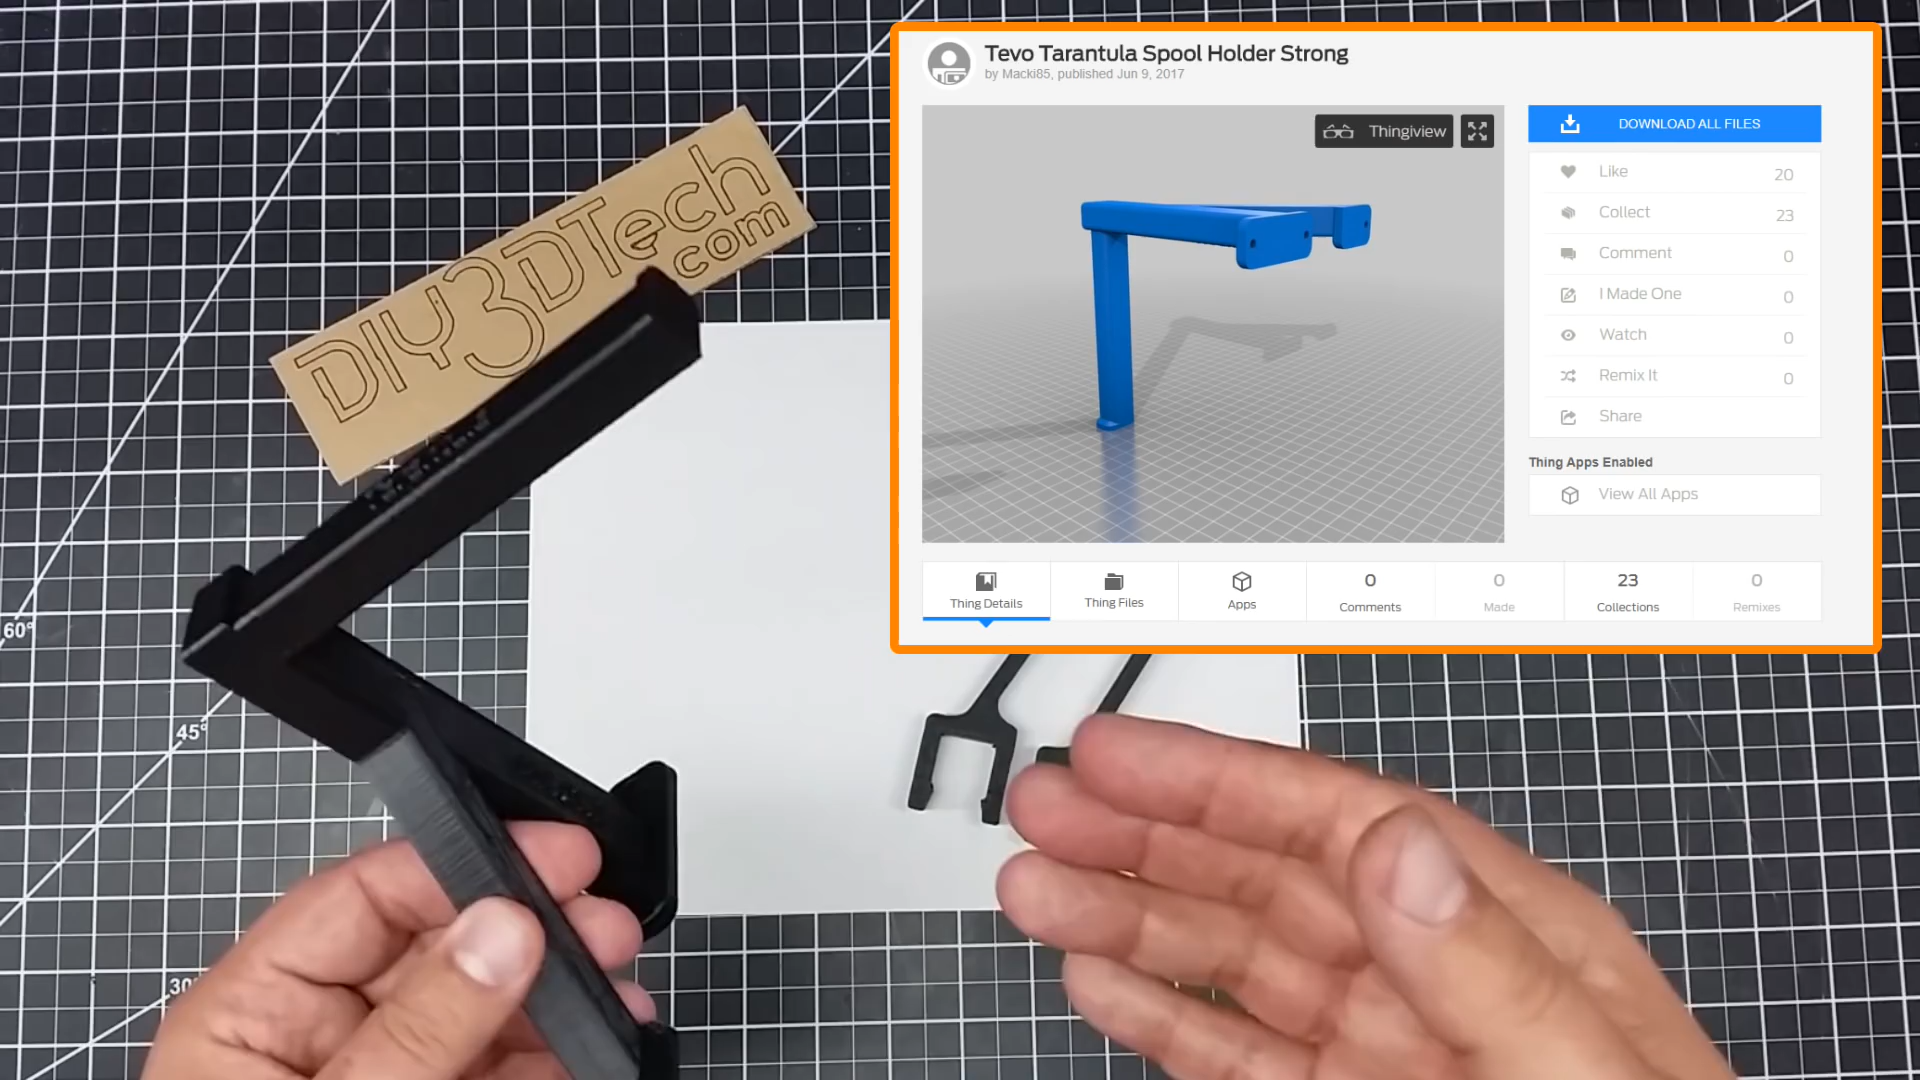 Tevo Tarantula Spool Holder Strong
by Macki85, published Jun 9, 2017
Thingiview
DOWNLOAD ALL FILES
Like 20
Collect 23
Comment 0
I Made One 0
Watch 0
Remix It 0
Share
Thing Apps Enabled
View All Apps
Thing Details
Thing Files
Apps
0
Comments
0
Made
23
Collections
0
Remixes
DIY3DTech
com
60°
45°
30°